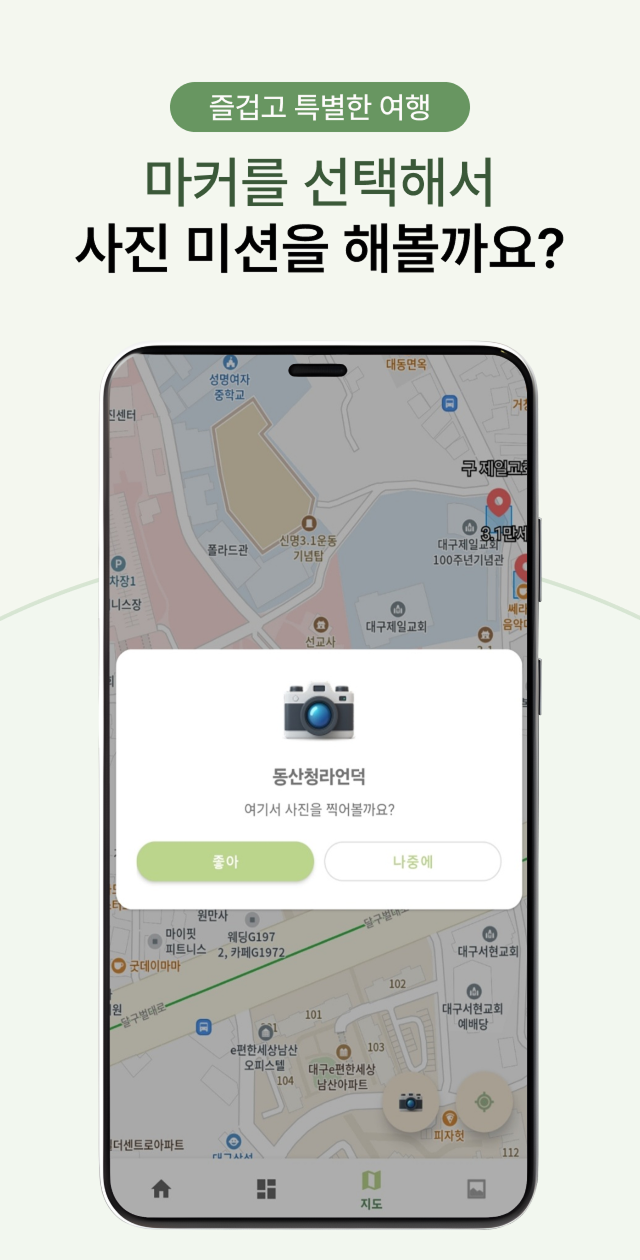 즐겁고 특별한 여행
마커를 선택해서
사진 미션을 해볼까요?
대동면옥
성명여자
중학교
진센터
구 제일교회
신명3.1운동
기념탑
폴라드관
3.1만세
대구제일교회
100주년기념관
P
차장1
니스장
대구제일교회
쎄라
음악다
선교사
동산청라언덕
여기서 사진을 찍어볼까요?
좋아
나중에
원만사
달구벌대로
마이핏
피트니스
웨딩G197
2, 카페G1972
굿데이마마
대구서현교회
102
대구서현교회
예배당
원
달구벌대로
101
e편한세상남산
오피스텔
103
대구e편한세상
남산아파트
104
피자헛
더센트로아파트
112
지도